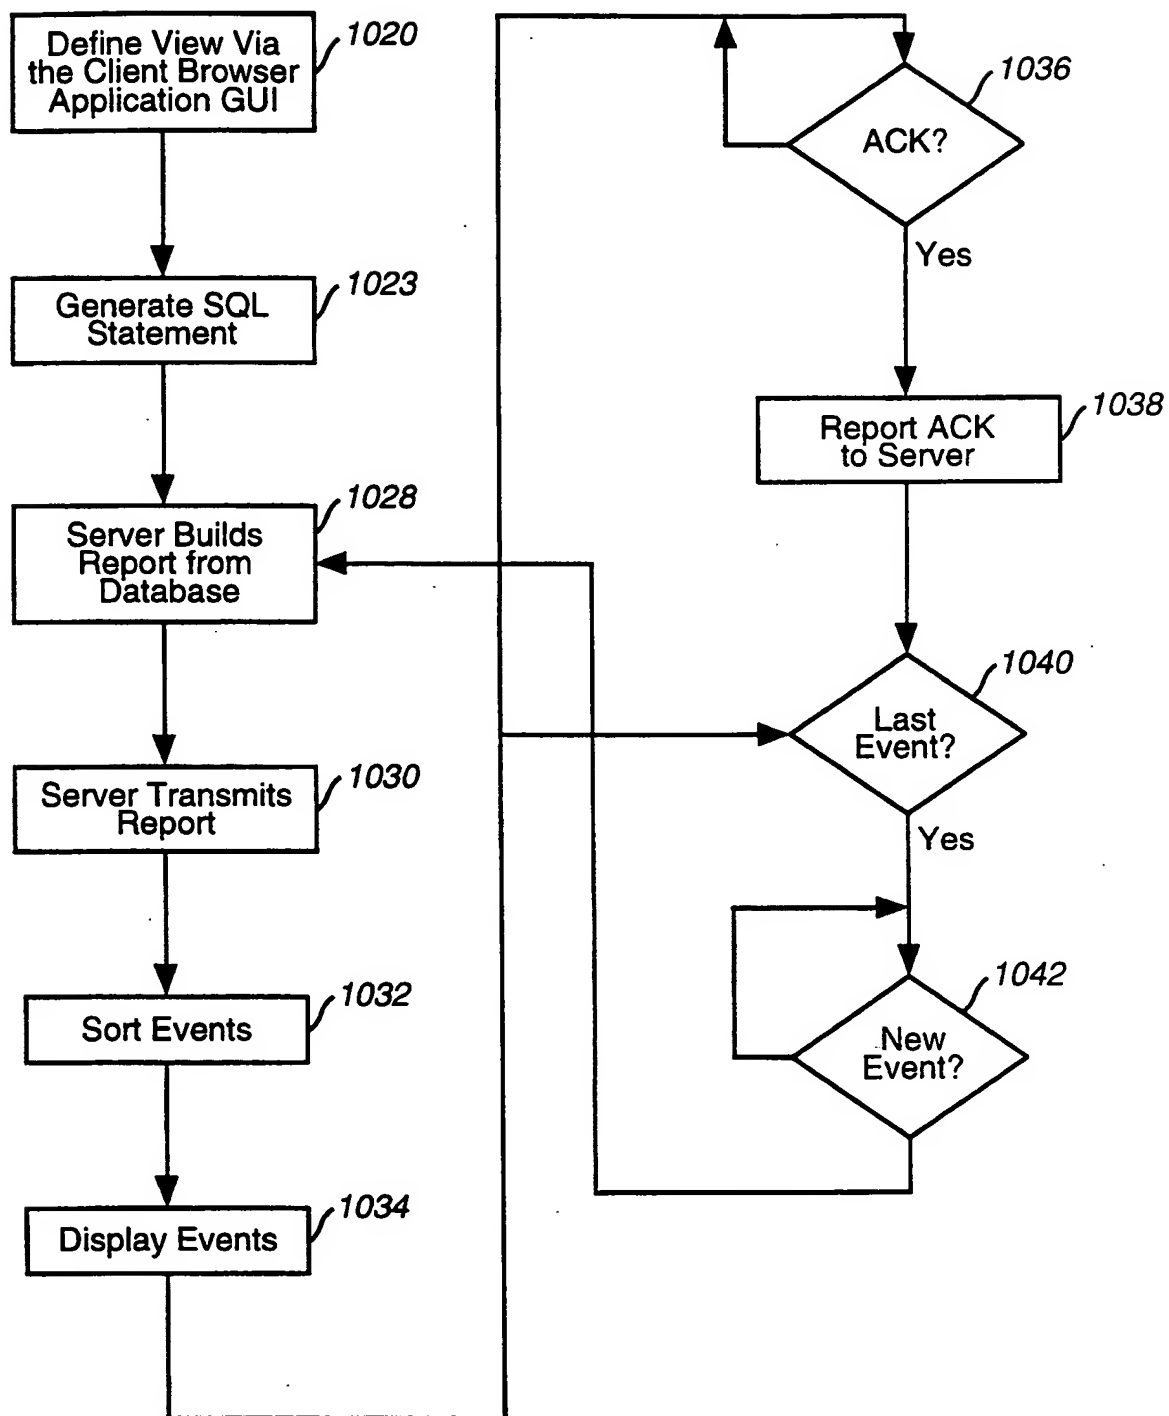 Define View Via
the Client Browser
Application GUI
1020
Generate SQL
Statement
1023
Server Builds
Report from
Database
1028
Server Transmits
Report
1030
Sort Events
1032
Display Events
1034
ACK?
1036
Yes
Report ACK
to Server
1038
Last
Event?
1040
Yes
New
Event?
1042